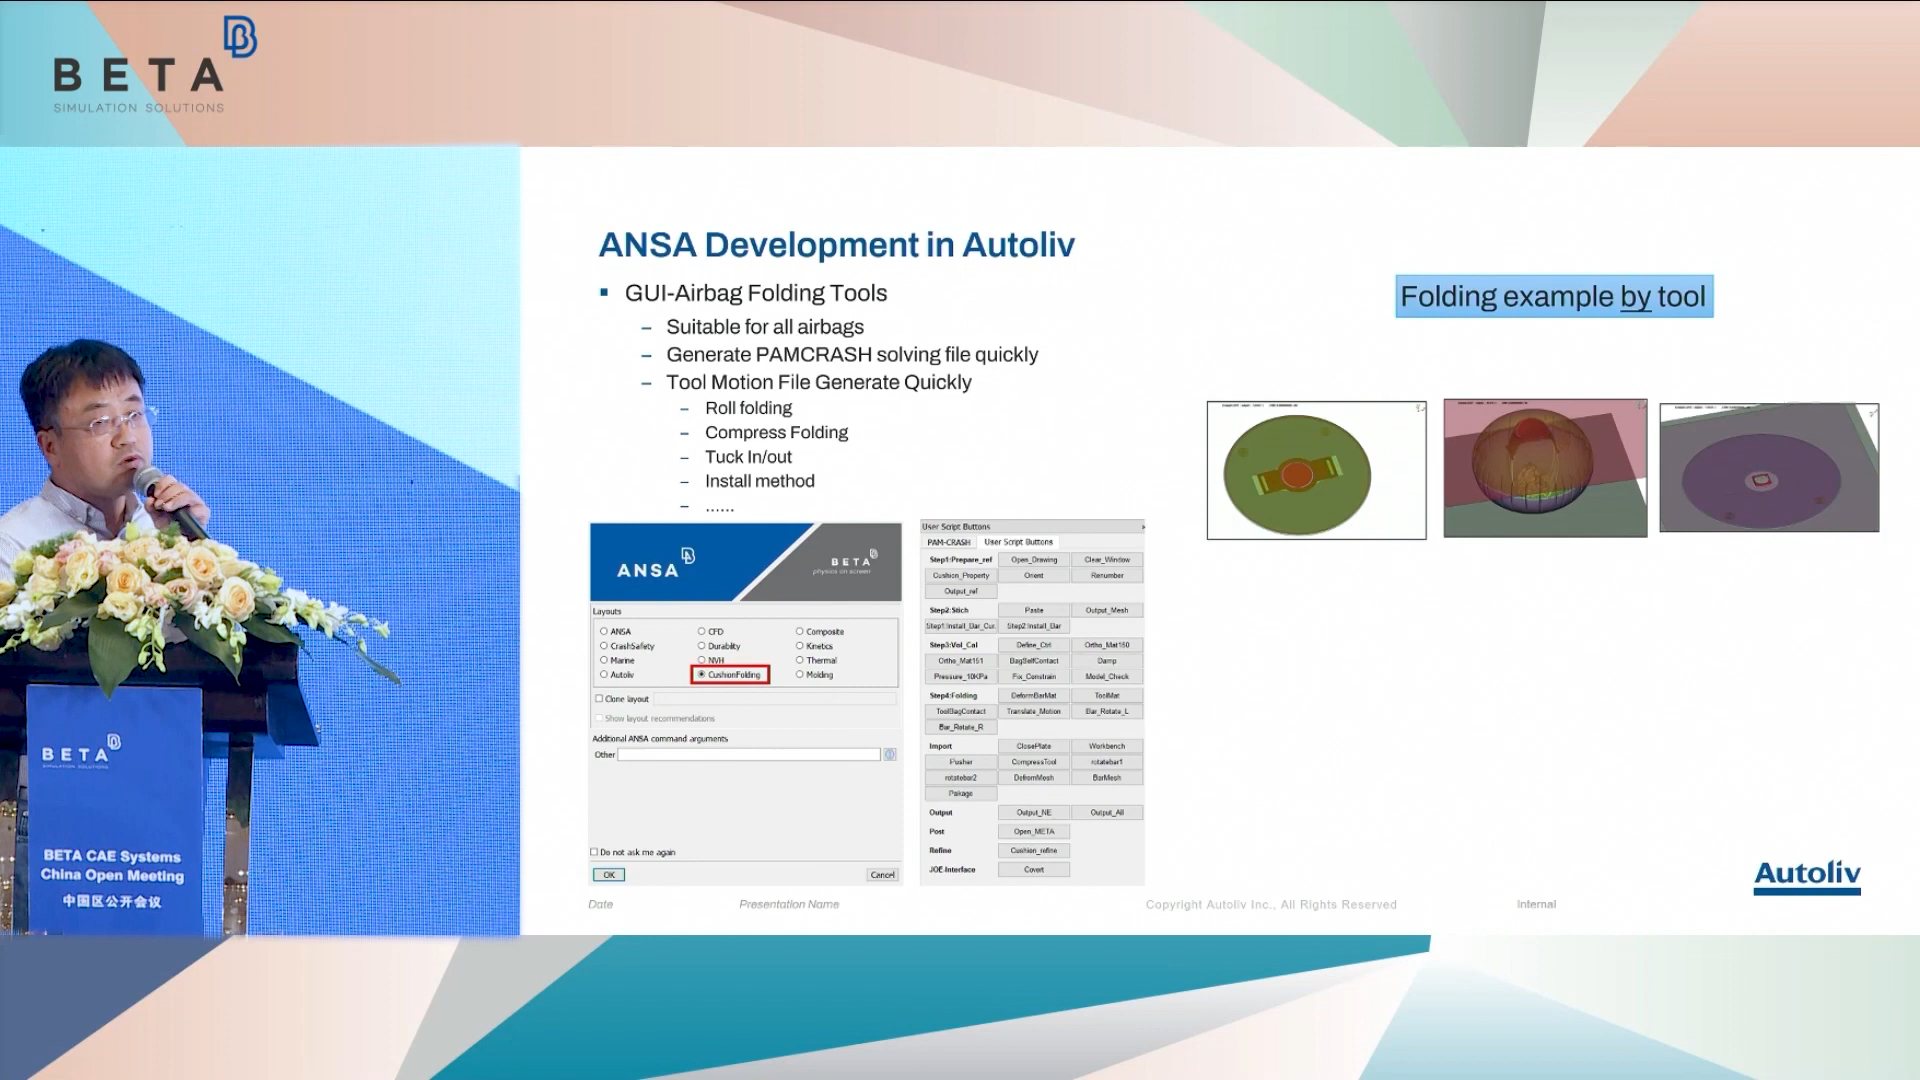 BETA
SIMULATION SOLUTIONS
ANSA Development in Autoliv
GUI-Airbag Folding Tools
– Suitable for all airbags
– Generate PAMCRASH solving file quickly
– Tool Motion File Generate Quickly
– Roll folding
– Compress Folding
– Tuck In/out
– Install method
– ......
Folding example by tool
ANSA
BETA
physics on screen
Layouts
ANSA CFD Composite
CrashSafety Durability Kinetics
Marine NVH Thermal
Autoliv CushionFolding Molding
Clone layout
Show layout recommendations
Additional ANSA command arguments
Other
Do not ask me again
OK Cancel
User Script Buttons
PAM-CRASH User Script Buttons
Step1:Prepare_ref Open_Drawing Clear_Window
Cushion_Property Orient Renumber
Output_ref
Step2:Stich Paste Output_Mesh
Step1:Install_Bar_Cur. Step2:Install_Bar
Step3:Vol_Cal Define_Ctrl Ortho_Mat150
Ortho_Mat151 BagSelfContact Damp
Pressure_10KPa Fix_Constrain Model_Check
Step4:Folding DeformBarMat ToolMat
ToolBagContact Translate_Motion Bar_Rotate_L
Bar_Rotate_R
Import ClosePlate Workbench
Pusher CompressTool rotatebar1
rotatebar2 DefromMesh BarMesh
Pakage
Output Output_NE Output_All
Post Open_META
Refine Cushion_refine
JOE-Interface Covert
Autoliv
Date Presentation Name Copyright Autoliv Inc., All Rights Reserved Internal
BETA
BETA CAE Systems
China Open Meeting
中国区公开会议